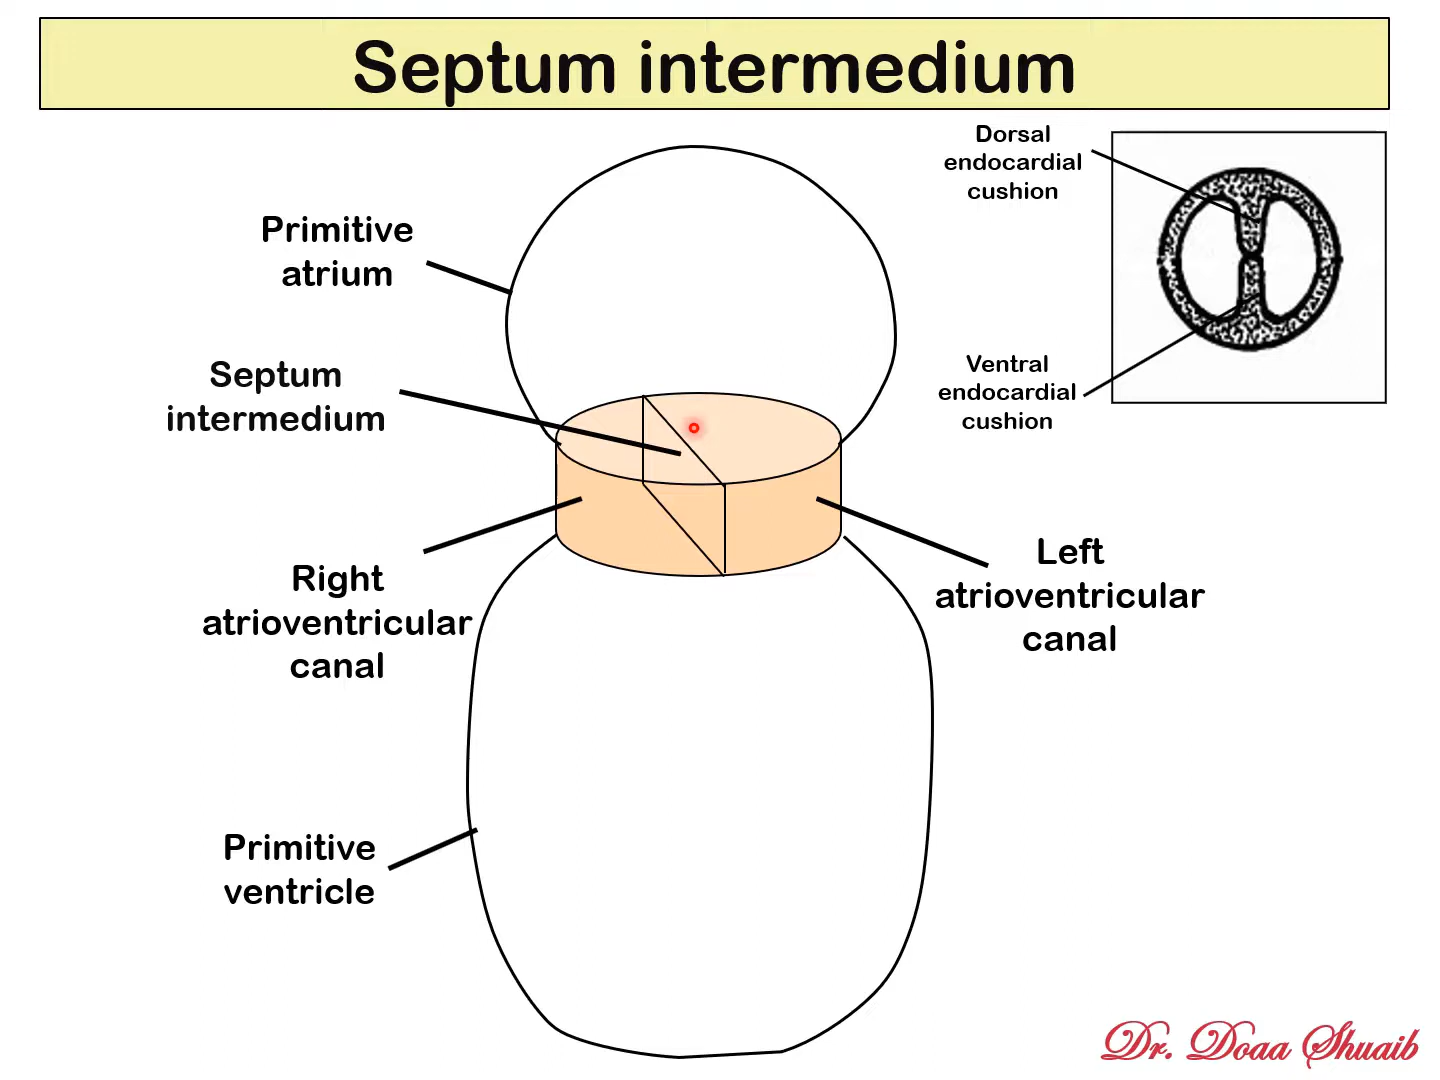 Septum intermedium
Dorsal
endocardial
cushion
Primitive
atrium
Septum
intermedium
Ventral
endocardial
cushion
Right
atrioventricular
canal
Left
atrioventricular
canal
Primitive
ventricle
Dr. Doaa Shuaib